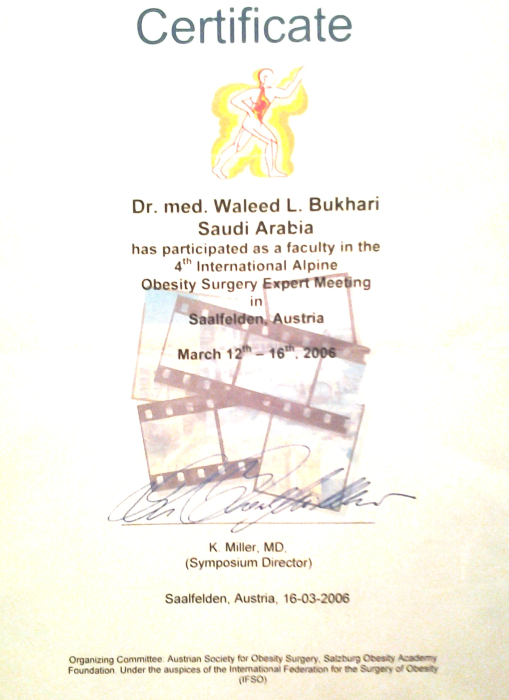 Certificate
Dr. med. Waleed L. Bukhari
Saudi Arabia
has participated as a faculty in the
4th International Alpine
Obesity Surgery Expert Meeting
in
Saalfelden, Austria
March 12th – 16th, 2006
K. Miller, MD.
(Symposium Director)
Saalfelden, Austria, 16-03-2006
Organizing Committee: Austrian Society for Obesity Surgery, Salzburg Obesity Academy
Foundation. Under the auspices of the International Federation for the Surgery of Obesity
(IFSO)